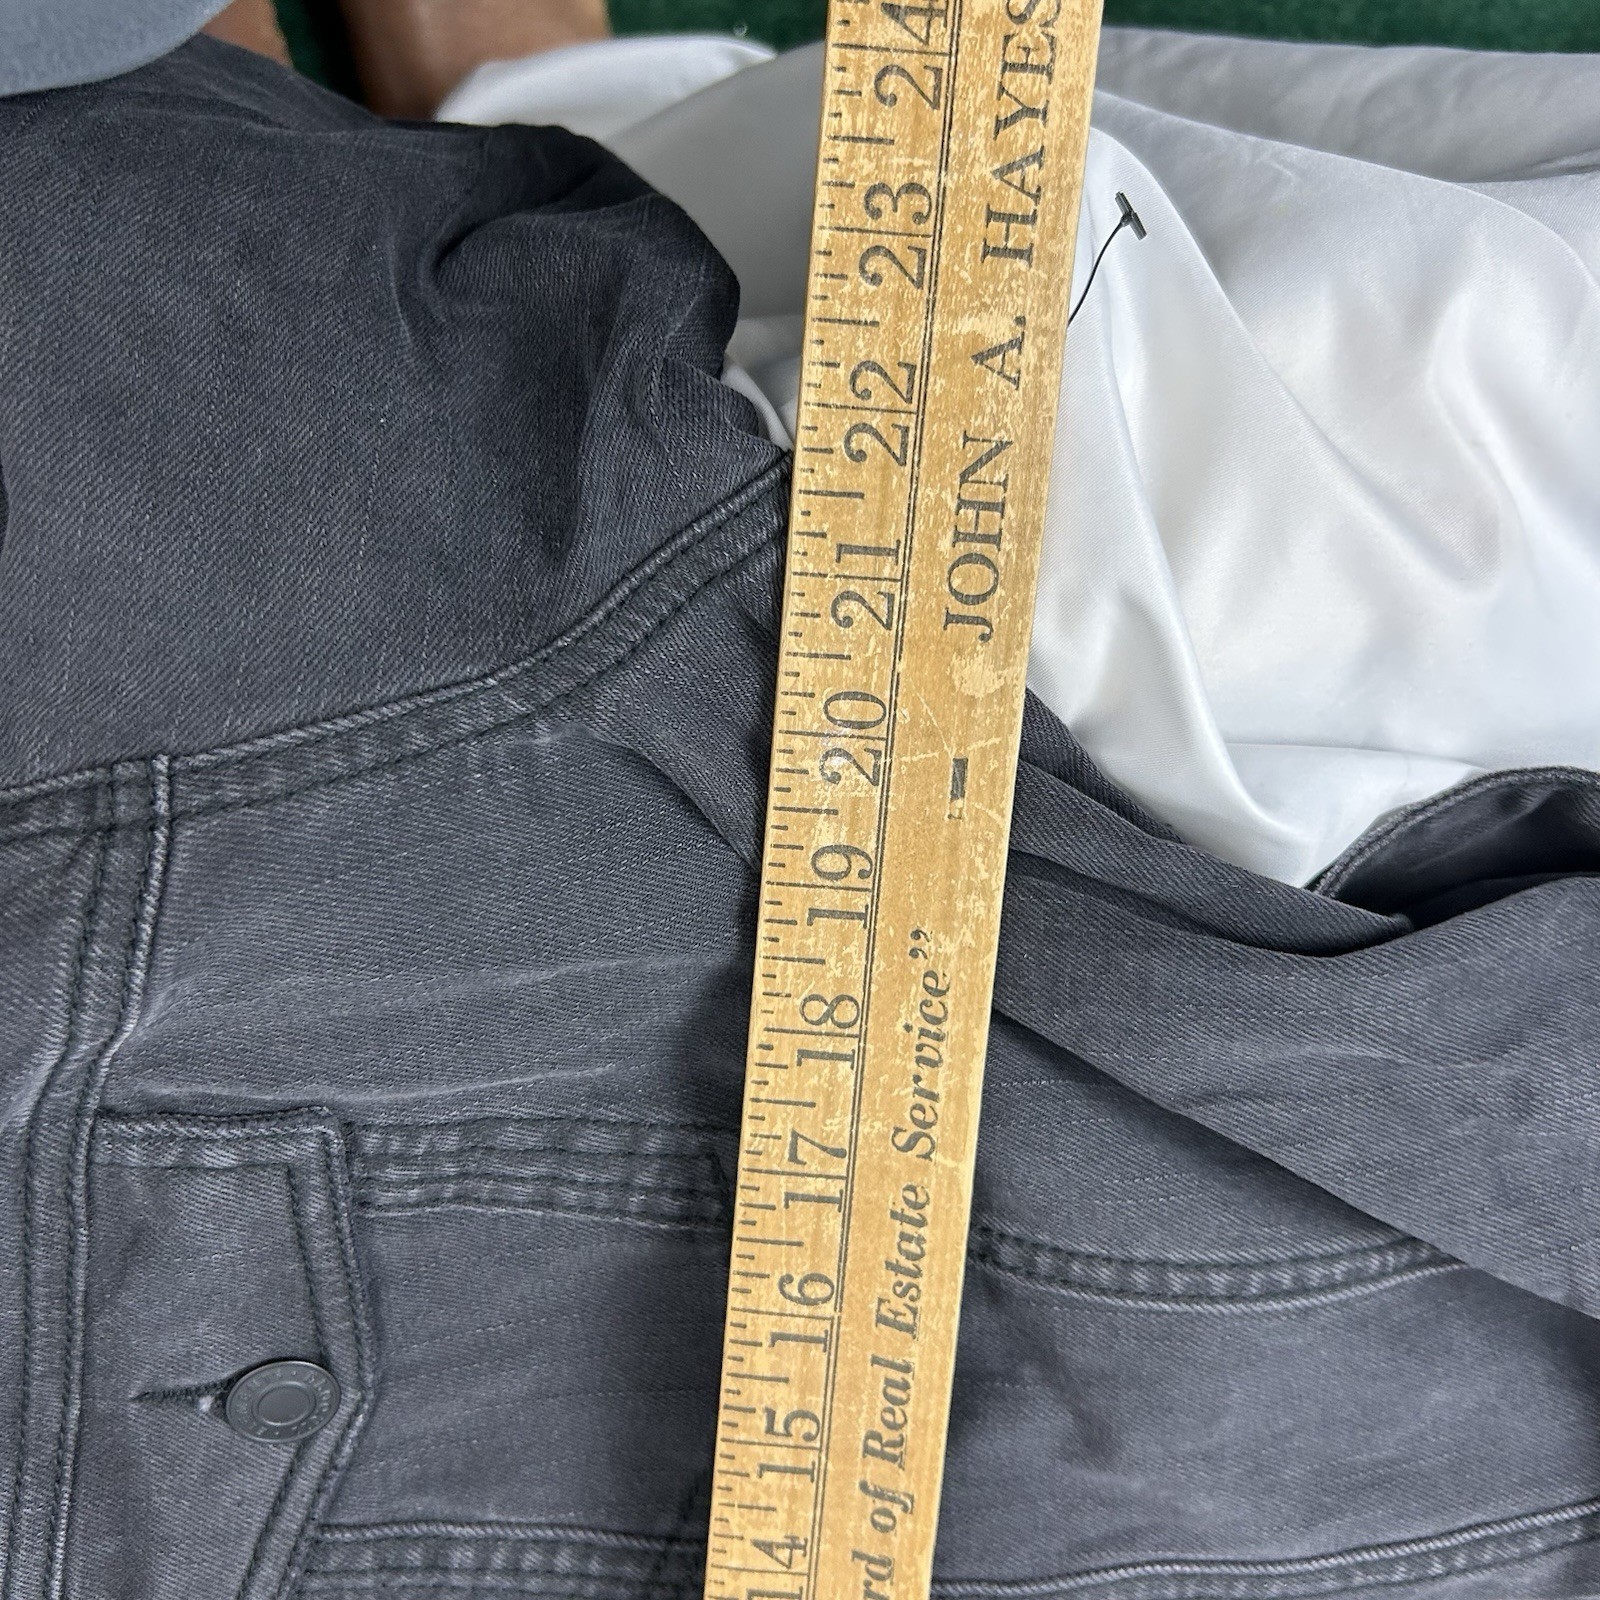 14 15 16 17 18 19 20 21 22 23 24
rd of Real Estate Service" - JOHN A. HAYES